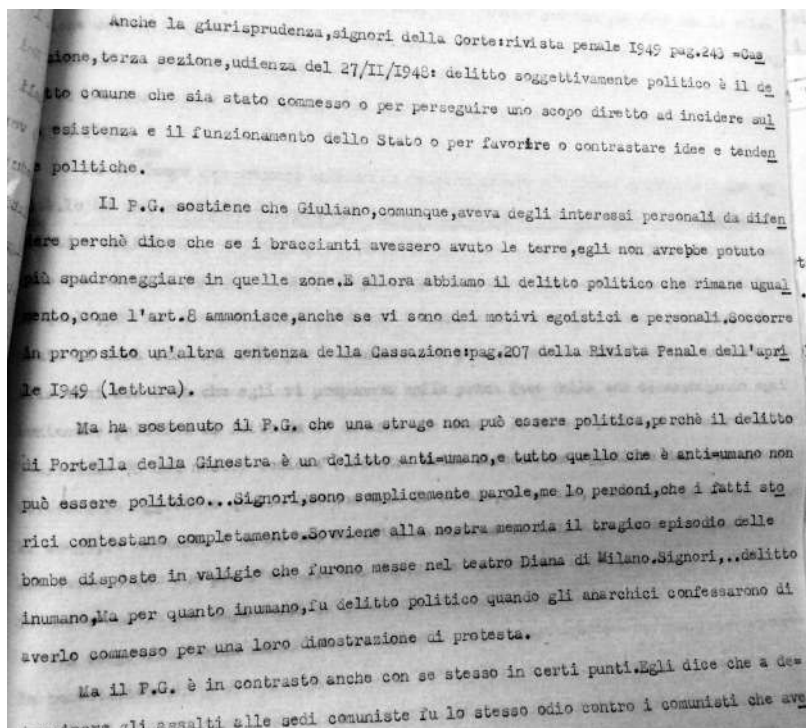 Anche la giurisprudenza,signori della Corte:rivista penale I949 pag.243 =Cas
zione,terza sezione,udienza del 27/II/I948: delitto soggettivamente politico è il de
tto comune che sia stato commesso o per perseguire uno scopo diretto ad incidere sul
esistenza e il funzionamento dello Stato o per favorire o contrastare idee e tenden
politiche.
Il P.G. sostiene che Giuliano,comunque,aveva degli interessi personali da difen
dere perchè dice che se i braccianti avessero avuto le terre,egli non avrebbe potuto
più spadroneggiare in quelle zone.E allora abbiamo il delitto politico che rimane ugual
mento,come l'art.8 ammonisce,anche se vi sono dei motivi egoistici e personali.Soccorre
in proposito un'altra sentenza della Cassazione:pag.207 della Rivista Penale dell'apri
le I949 (lettura).
Ma ha sostenuto il P.G. che una strage non può essere politica,perchè il delitto
di Portella della Ginestra è un delitto anti=umano,e tutto quello che è anti=umano non
può essere politico...Signori,sono semplicemente parole,me lo perdoni,che i fatti sto
rici contestano completamente.Sovviene alla nostra memoria il tragico episodio delle
bombe disposte in valigie che furono messe nel teatro Diana di Milano.Signori,..delitto
inumano,Ma per quanto inumano,fu delitto politico quando gli anarchici confessarono di
averlo commesso per una loro dimostrazione di protesta.
Ma il P.G. è in contrasto anche con se stesso in certi punti.Egli dice che a de=
gli assalti alle sedi comuniste fu lo stesso odio contro i comunisti che ave